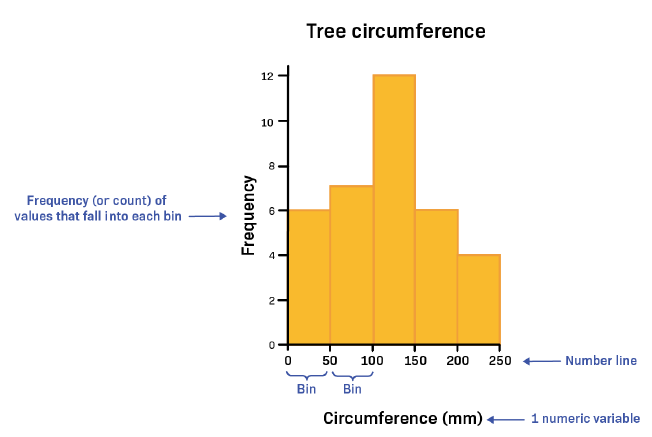 Tree circumference
12
10
8
6
4
2
0
Frequency
Frequency (or count) of
values that fall into each bin
0 50 100 150 200 250
Number line
Bin Bin
Circumference (mm)
1 numeric variable